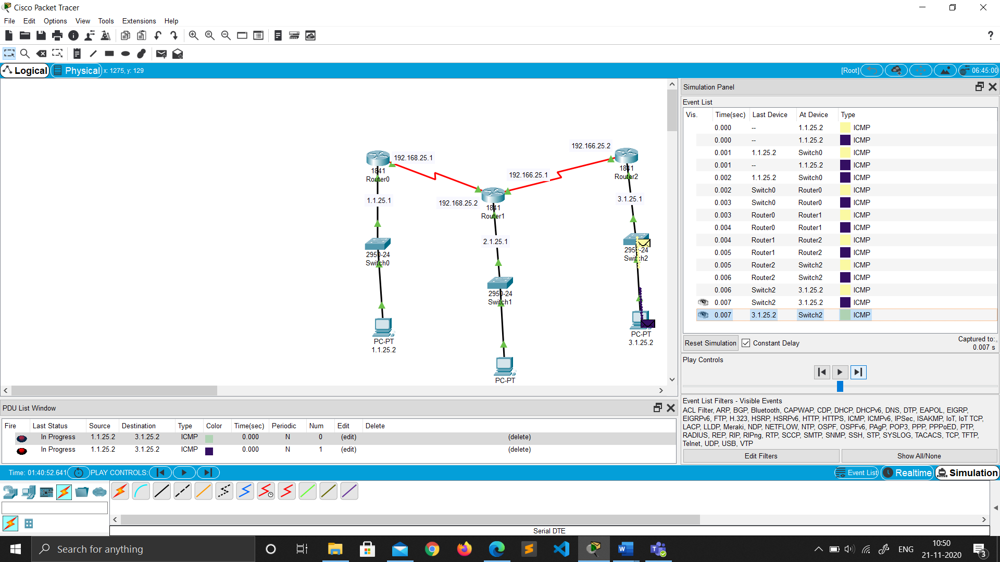 Cisco Packet Tracer
File Edit Options View Tools Extensions Help
?
Logical Physical x: 1275, y: 129 [Root] 06:45:00
192.168.25.1
1841
Router0
1.1.25.1
2950-24
Switch0
PC-PT
1.1.25.2
192.168.25.2
1841
Router1
192.166.25.1
2.1.25.1
2950-24
Switch1
PC-PT
192.166.25.2
1841
Router2
3.1.25.1
2950-24
Switch2
PC-PT
3.1.25.2
Simulation Panel
Event List
Vis. Time(sec) Last Device At Device Type
0.000 -- 1.1.25.2 ICMP
0.000 -- 1.1.25.2 ICMP
0.001 1.1.25.2 Switch0 ICMP
0.001 -- 1.1.25.2 ICMP
0.002 1.1.25.2 Switch0 ICMP
0.002 Switch0 Router0 ICMP
0.003 Switch0 Router0 ICMP
0.003 Router0 Router1 ICMP
0.004 Router0 Router1 ICMP
0.004 Router1 Router2 ICMP
0.005 Router1 Router2 ICMP
0.005 Router2 Switch2 ICMP
0.006 Router2 Switch2 ICMP
0.006 Switch2 3.1.25.2 ICMP
0.007 Switch2 3.1.25.2 ICMP
0.007 3.1.25.2 Switch2 ICMP
Reset Simulation Constant Delay Captured to:
0.007 s
Play Controls
Event List Filters - Visible Events
ACL Filter, ARP, BGP, Bluetooth, CAPWAP, CDP, DHCP, DHCPv6, DNS, DTP, EAPOL, EIGRP,
EIGRPv6, FTP, H.323, HSRP, HSRPv6, HTTP, HTTPS, ICMP, ICMPv6, IPSec, ISAKMP, IoT, IoT TCP,
LACP, LLDP, Meraki, NDP, NETFLOW, NTP, OSPF, OSPFv6, PAgP, POP3, PPP, PPPoED, PTP,
RADIUS, REP, RIP, RIPng, RTP, SCCP, SMTP, SNMP, SSH, STP, SYSLOG, TACACS, TCP, TFTP,
Telnet, UDP, USB, VTP
Edit Filters Show All/None
PDU List Window
Fire Last Status Source Destination Type Color Time(sec) Periodic Num Edit Delete
In Progress 1.1.25.2 3.1.25.2 ICMP 0.000 N 0 (edit) (delete)
In Progress 1.1.25.2 3.1.25.2 ICMP 0.000 N 1 (edit) (delete)
Time: 01:40:52.641 PLAY CONTROLS: Event List Realtime Simulation
Serial DTE
Search for anything
ENG
10:50
21-11-2020
3